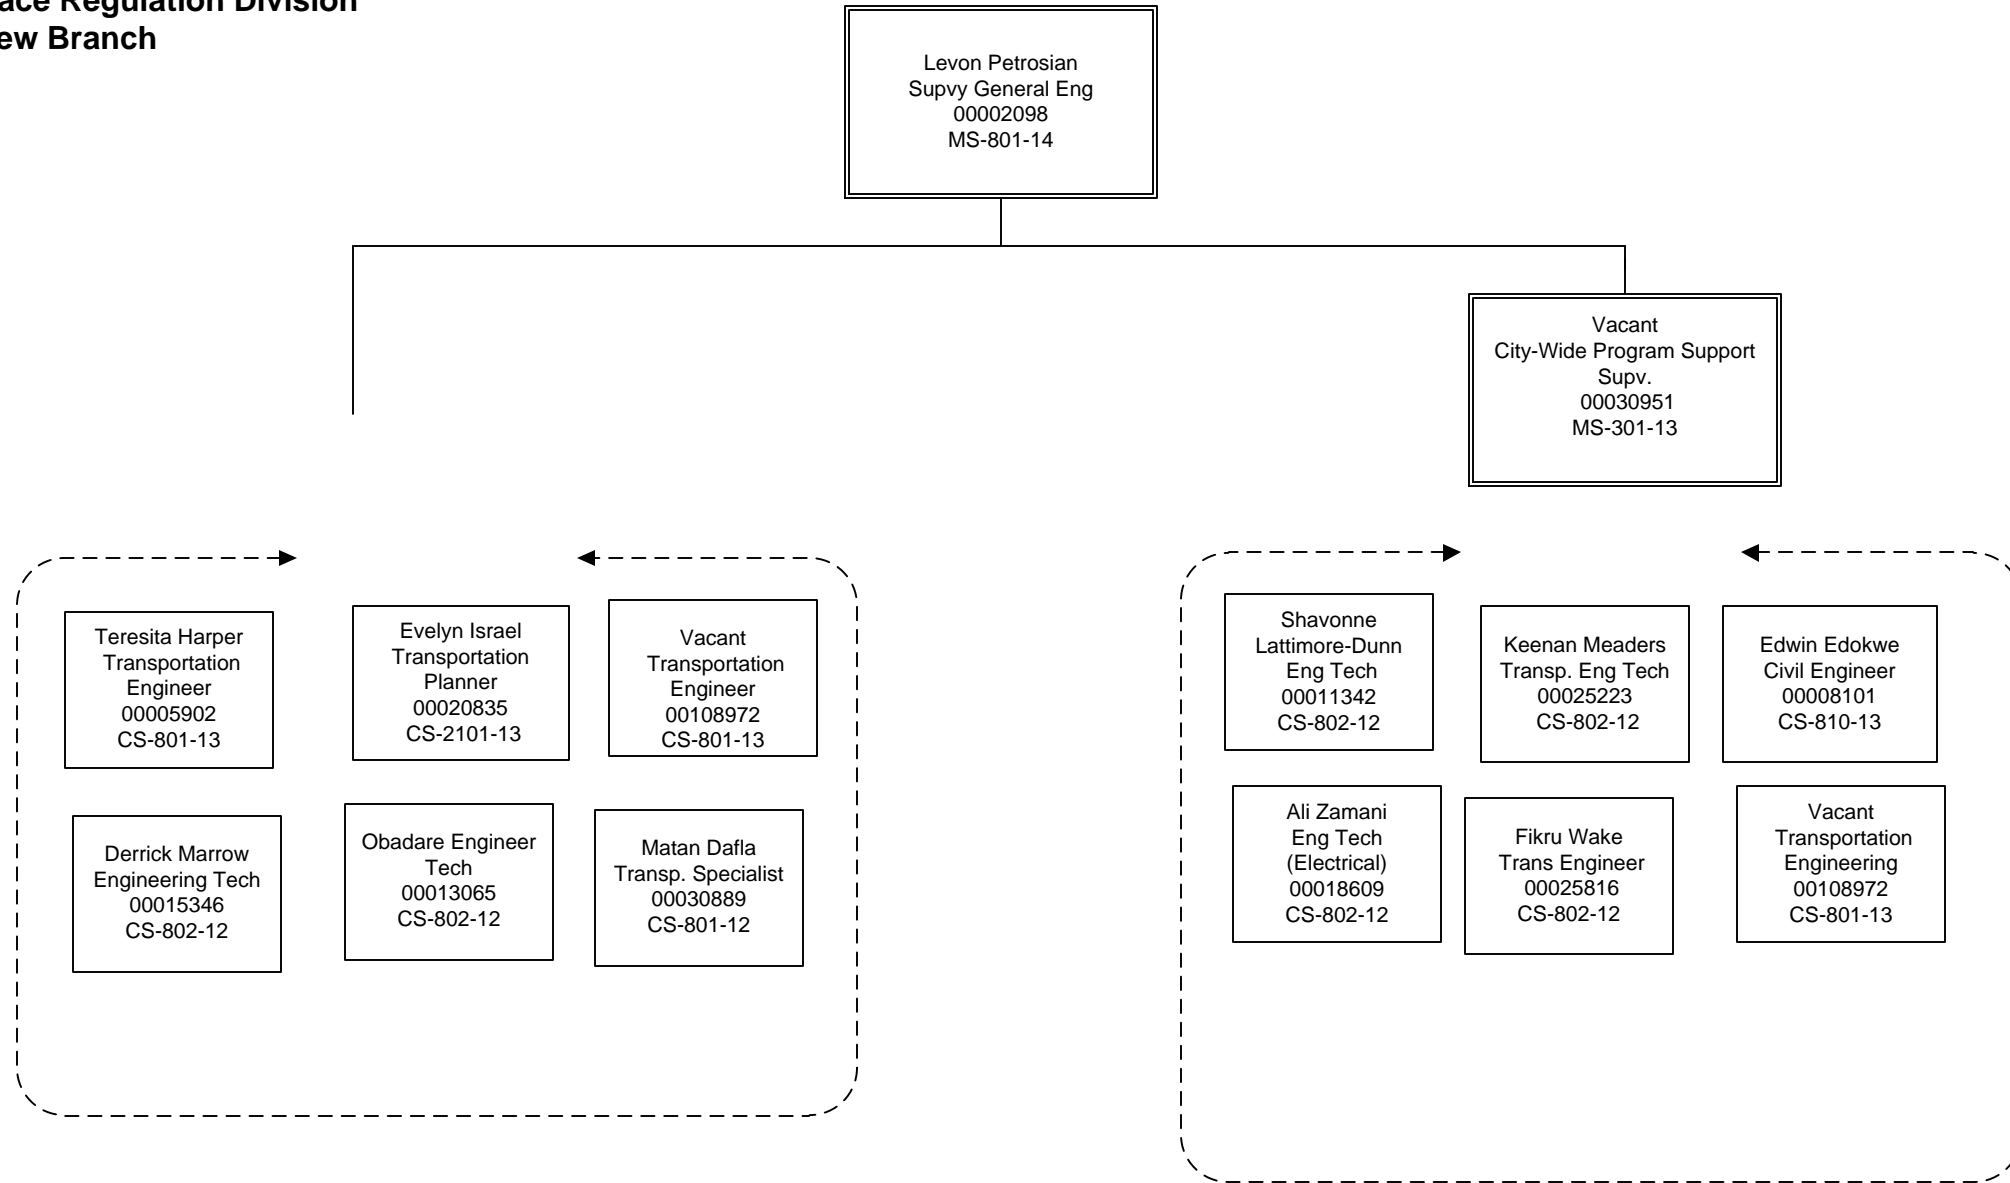 ace Regulation Division
ew Branch
Levon Petrosian
Supvy General Eng
00002098
MS-801-14
Vacant
City-Wide Program Support
Supv.
00030951
MS-301-13
Teresita Harper
Transportation
Engineer
00005902
CS-801-13
Evelyn Israel
Transportation
Planner
00020835
CS-2101-13
Vacant
Transportation
Engineer
00108972
CS-801-13
Derrick Marrow
Engineering Tech
00015346
CS-802-12
Obadare Engineer
Tech
00013065
CS-802-12
Matan Dafla
Transp. Specialist
00030889
CS-801-12
Shavonne
Lattimore-Dunn
Eng Tech
00011342
CS-802-12
Keenan Meaders
Transp. Eng Tech
00025223
CS-802-12
Edwin Edokwe
Civil Engineer
00008101
CS-810-13
Ali Zamani
Eng Tech
(Electrical)
00018609
CS-802-12
Fikru Wake
Trans Engineer
00025816
CS-802-12
Vacant
Transportation
Engineering
00108972
CS-801-13